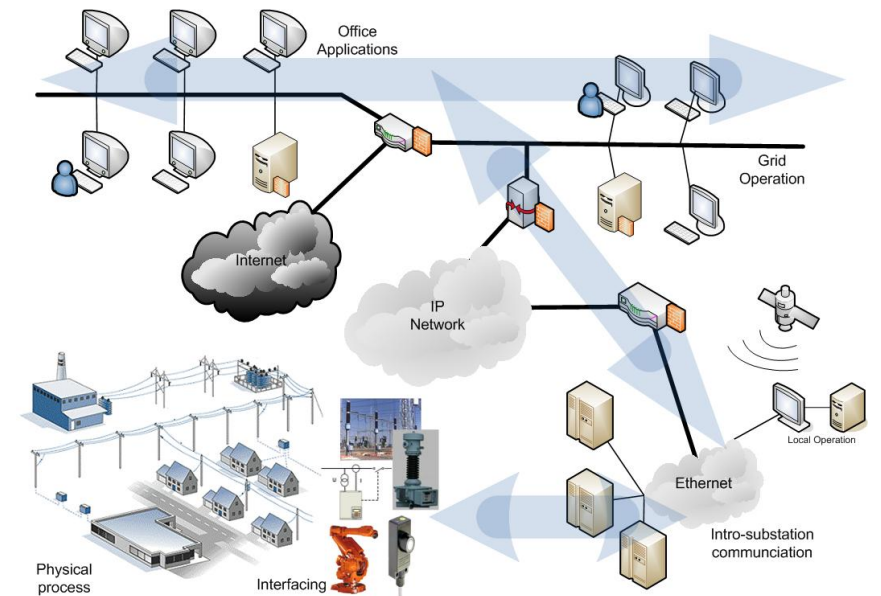 Office
Applications
Grid
Operation
Internet
IP
Network
Local Operation
Ethernet
Intro-substation
communciation
Physical
process
Interfacing